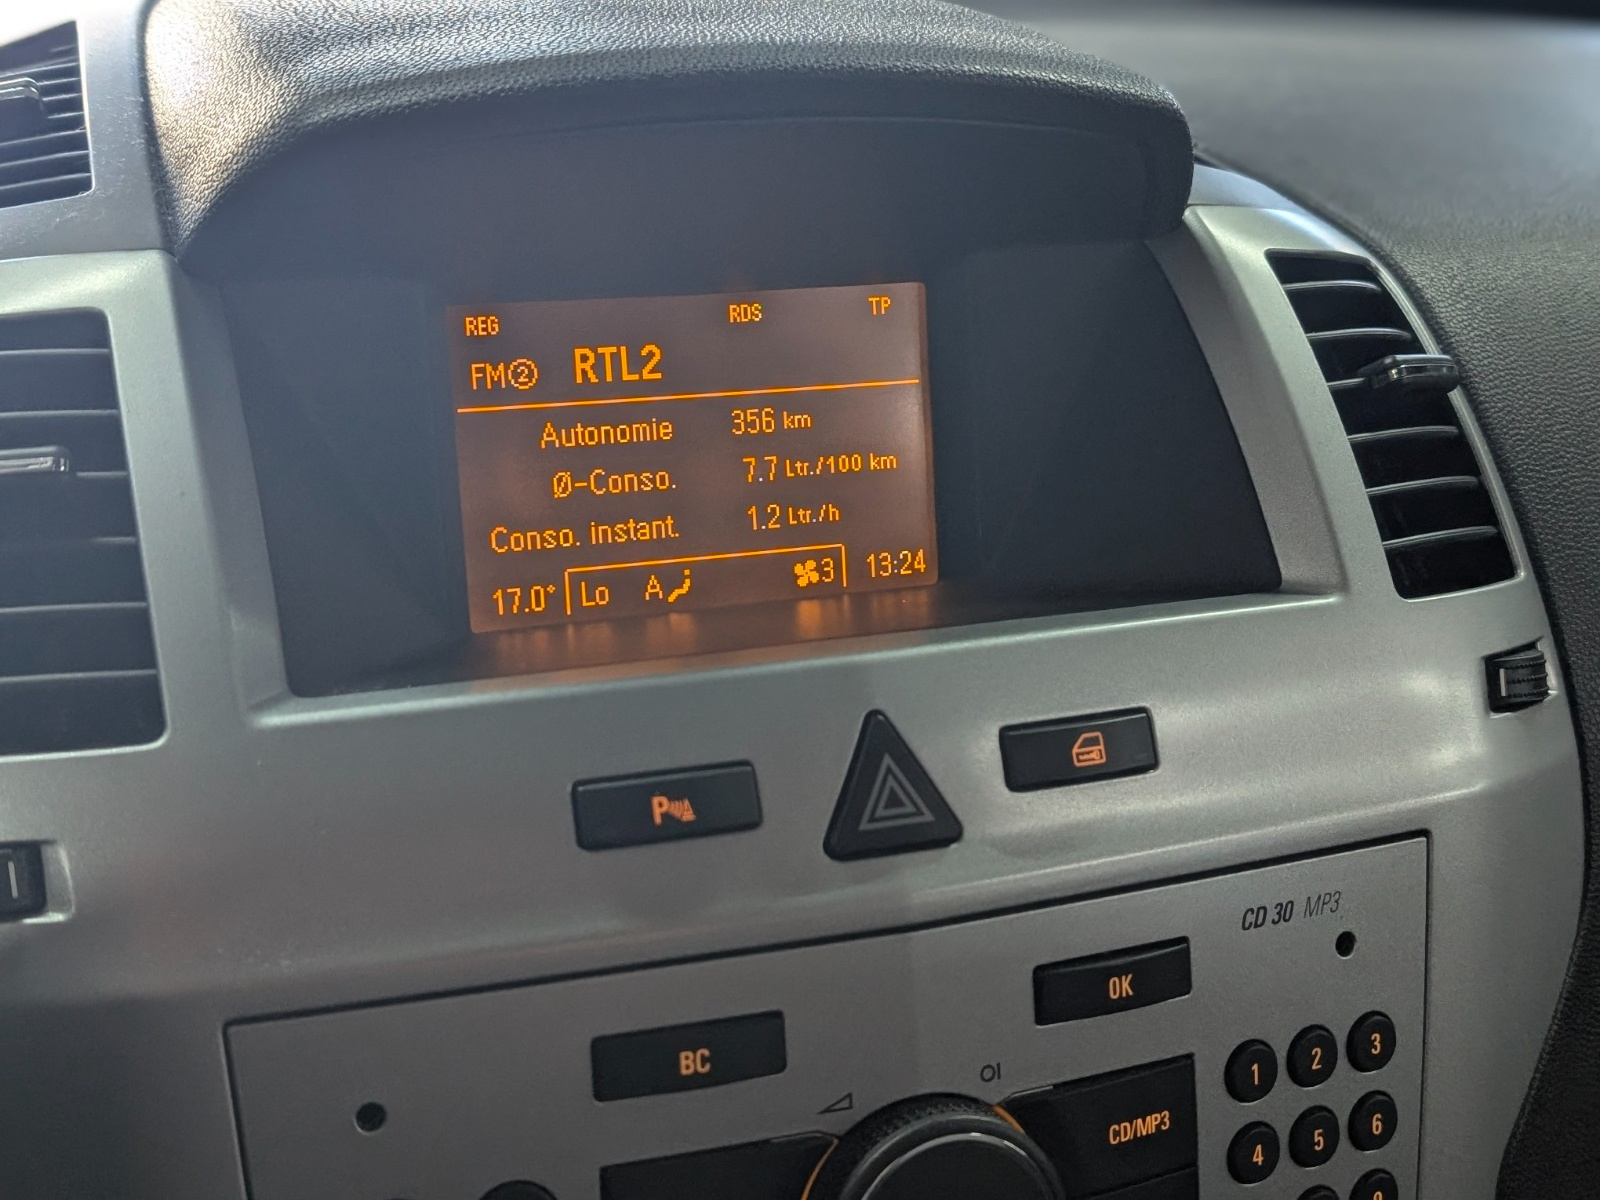 REG RDS TP
FM② RTL2
Autonomie 356 km
Ø-Conso. 7.7 Ltr./100 km
Conso. instant. 1.2 Ltr./h
17.0° Lo A 3 13:24
P
CD 30 MP3
OK
BC
1 2 3
CD/MP3
4 5 6